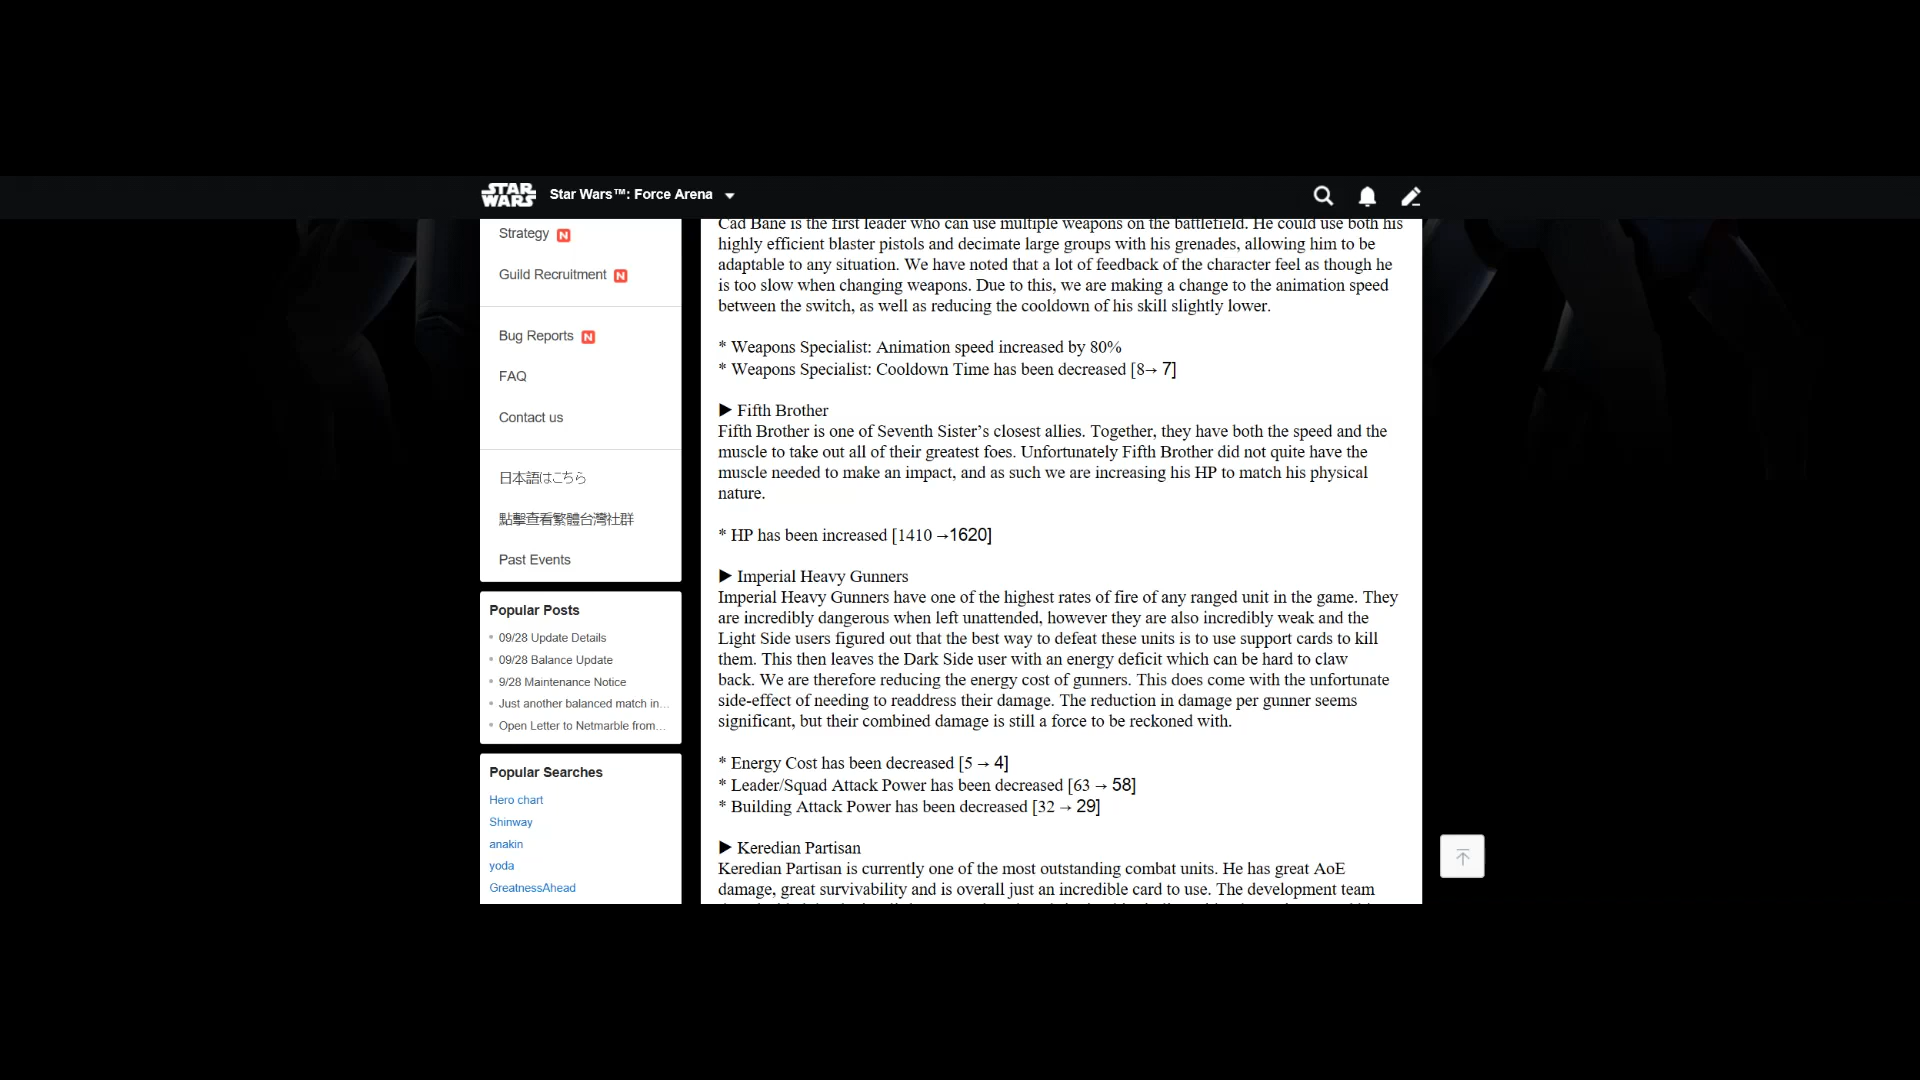 STAR WARS
Star Wars™: Force Arena
Strategy N
Guild Recruitment N
Bug Reports N
FAQ
Contact us
日本語はこちら
點擊查看繁體台灣社群
Past Events
Popular Posts
09/28 Update Details
09/28 Balance Update
9/28 Maintenance Notice
Just another balanced match in...
Open Letter to Netmarble from...
Popular Searches
Hero chart
Shinway
anakin
yoda
GreatnessAhead
Cad Bane is the first leader who can use multiple weapons on the battlefield. He could use both his
highly efficient blaster pistols and decimate large groups with his grenades, allowing him to be
adaptable to any situation. We have noted that a lot of feedback of the character feel as though he
is too slow when changing weapons. Due to this, we are making a change to the animation speed
between the switch, as well as reducing the cooldown of his skill slightly lower.
* Weapons Specialist: Animation speed increased by 80%
* Weapons Specialist: Cooldown Time has been decreased [8→ 7]
▶ Fifth Brother
Fifth Brother is one of Seventh Sister’s closest allies. Together, they have both the speed and the
muscle to take out all of their greatest foes. Unfortunately Fifth Brother did not quite have the
muscle needed to make an impact, and as such we are increasing his HP to match his physical
nature.
* HP has been increased [1410 →1620]
▶ Imperial Heavy Gunners
Imperial Heavy Gunners have one of the highest rates of fire of any ranged unit in the game. They
are incredibly dangerous when left unattended, however they are also incredibly weak and the
Light Side users figured out that the best way to defeat these units is to use support cards to kill
them. This then leaves the Dark Side user with an energy deficit which can be hard to claw
back. We are therefore reducing the energy cost of gunners. This does come with the unfortunate
side-effect of needing to readdress their damage. The reduction in damage per gunner seems
significant, but their combined damage is still a force to be reckoned with.
* Energy Cost has been decreased [5 → 4]
* Leader/Squad Attack Power has been decreased [63 → 58]
* Building Attack Power has been decreased [32 → 29]
▶ Keredian Partisan
Keredian Partisan is currently one of the most outstanding combat units. He has great AoE
damage, great survivability and is overall just an incredible card to use. The development team